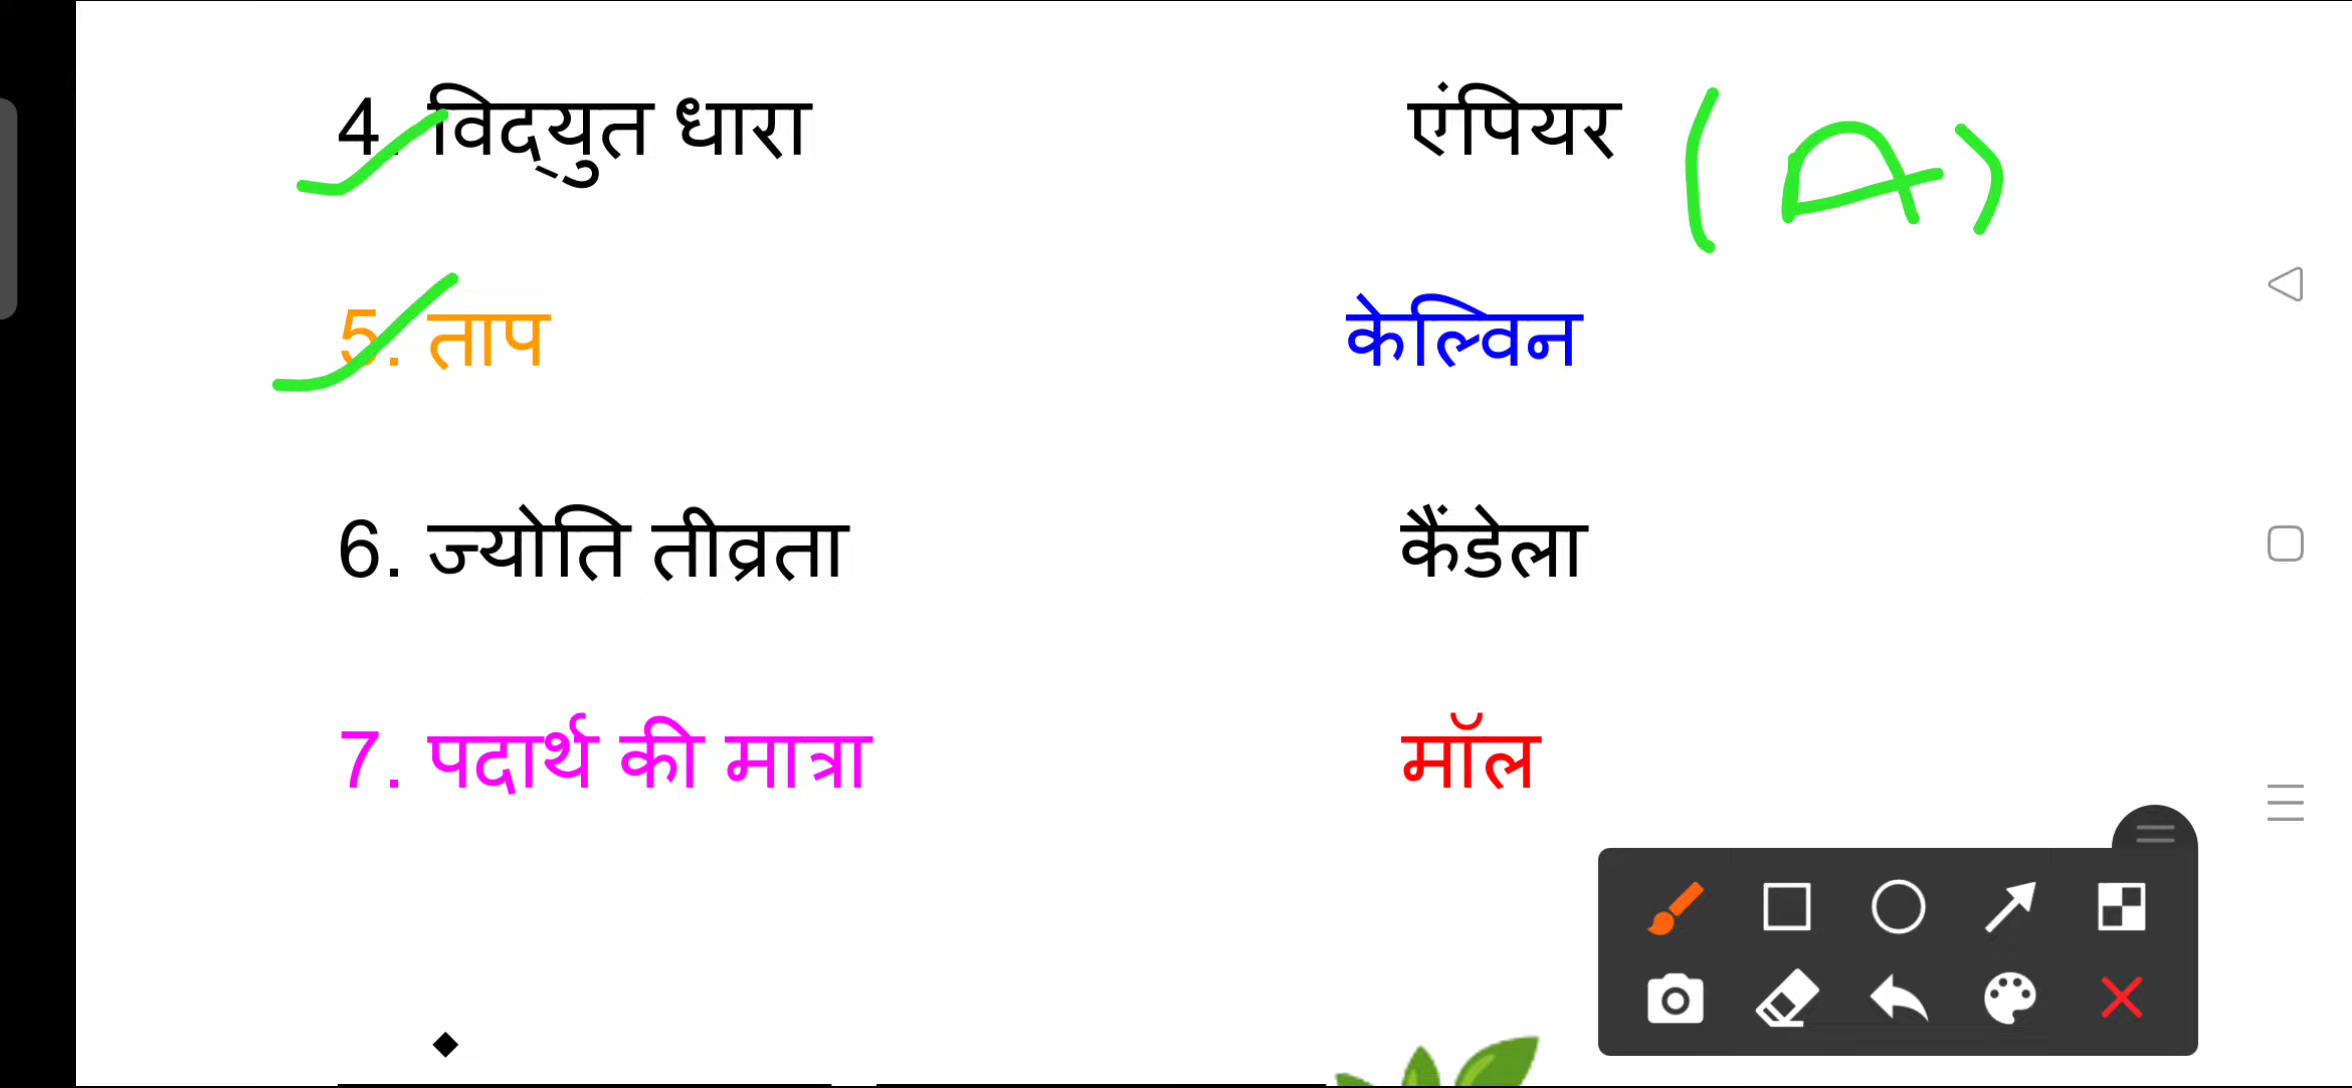 4. विद्युत धारा एंपियर (A)
5. ताप केल्विन
6. ज्योति तीव्रता कैंडेला
7. पदार्थ की मात्रा मॉल